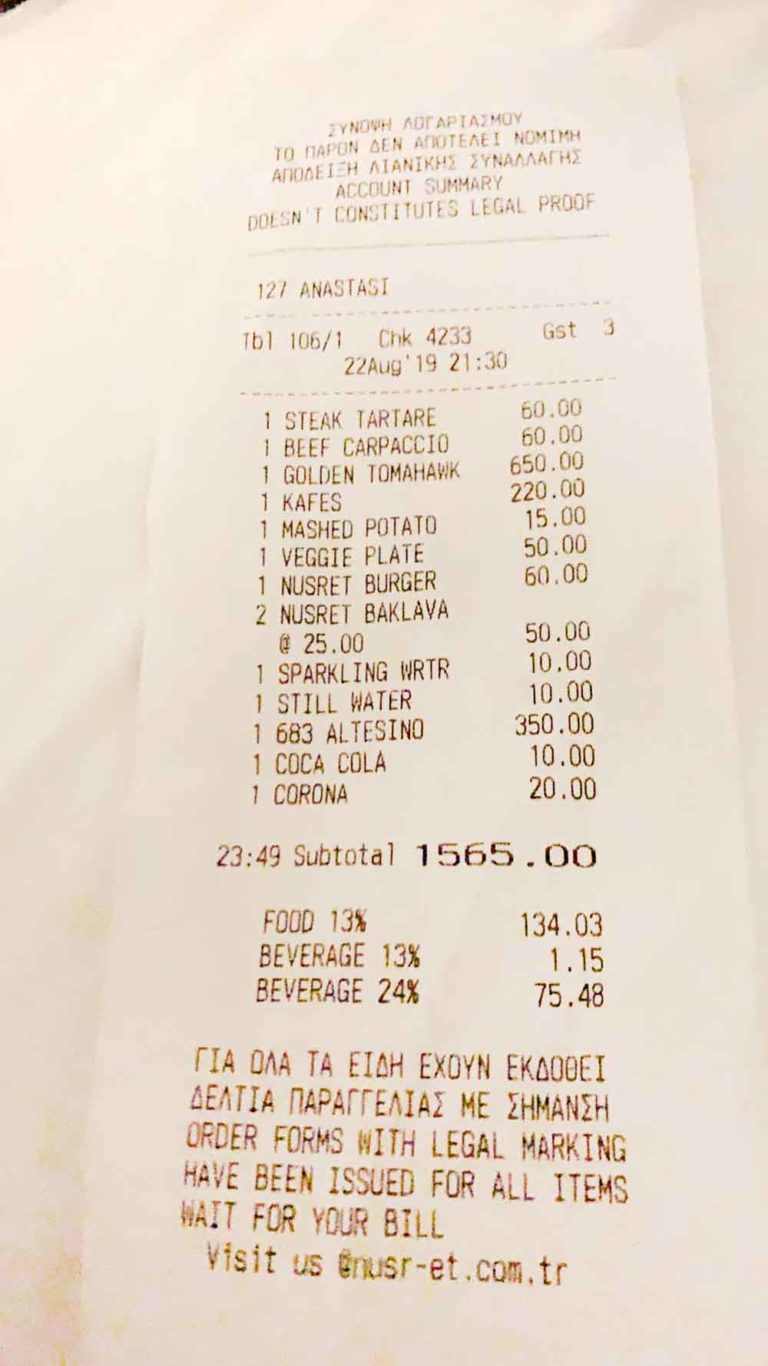 ΣΥΝΟΨΗ ΛΟΓΑΡΙΑΣΜΟΥ
ΤΟ ΠΑΡΟΝ ΔΕΝ ΑΠΟΤΕΛΕΙ ΝΟΜΙΜΗ
ΑΠΟΔΕΙΞΗ ΛΙΑΝΙΚΗΣ ΣΥΝΑΛΛΑΓΗΣ
ACCOUNT SUMMARY
DOESN'T CONSTITUTES LEGAL PROOF
127 ANASTASI
Tbl 106/1 Chk 4233 Gst 3
22Aug'19 21:30
1 STEAK TARTARE 60.00
1 BEEF CARPACCIO 60.00
1 GOLDEN TOMAHAWK 650.00
1 KAFES 220.00
1 MASHED POTATO 15.00
1 VEGGIE PLATE 50.00
1 NUSRET BURGER 60.00
2 NUSRET BAKLAVA
@ 25.00 50.00
1 SPARKLING WRTR 10.00
1 STILL WATER 10.00
1 683 ALTESINO 350.00
1 COCA COLA 10.00
1 CORONA 20.00
23:49 Subtotal 1565.00
FOOD 13% 134.03
BEVERAGE 13% 1.15
BEVERAGE 24% 75.48
ΓΙΑ ΟΛΑ ΤΑ ΕΙΔΗ ΕΧΟΥΝ ΕΚΔΟΘΕΙ
ΔΕΛΤΙΑ ΠΑΡΑΓΓΕΛΙΑΣ ΜΕ ΣΗΜΑΝΣΗ
ORDER FORMS WITH LEGAL MARKING
HAVE BEEN ISSUED FOR ALL ITEMS
WAIT FOR YOUR BILL
Visit us @nusr-et.com.tr